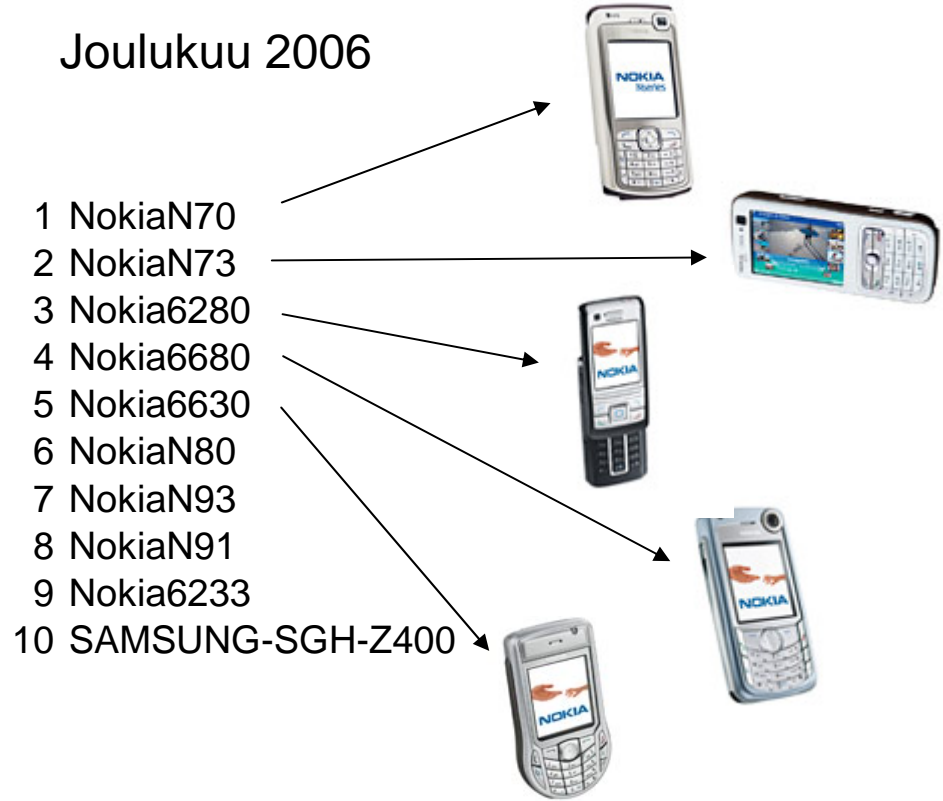 Joulukuu 2006
1 NokiaN70
2 NokiaN73
3 Nokia6280
4 Nokia6680
5 Nokia6630
6 NokiaN80
7 NokiaN93
8 NokiaN91
9 Nokia6233
10 SAMSUNG-SGH-Z400
NOKIA
Nseries
NOKIA
NOKIA
NOKIA